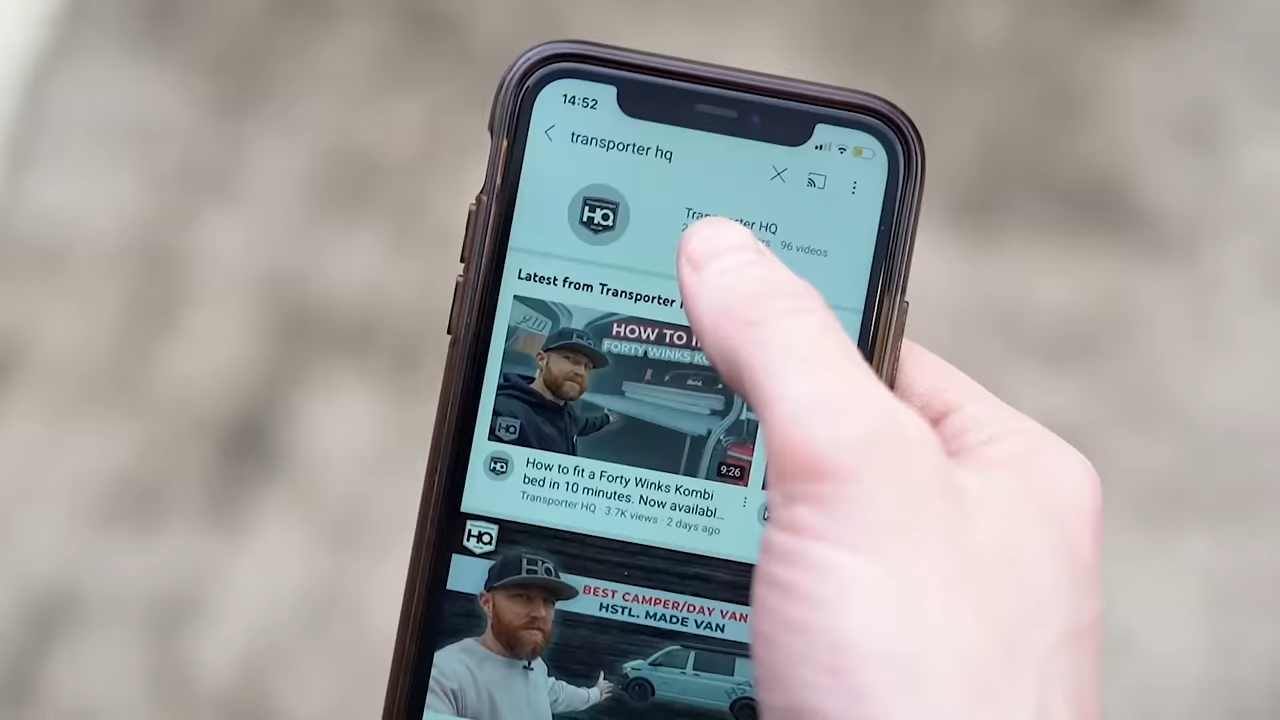 14:52
transporter hq
HQ
Transporter HQ
96 videos
Latest from Transporter
HOW TO
FORTY WINKS
HQ
9:26
HQ
How to fit a Forty Winks Kombi
bed in 10 minutes. Now availabl...
Transporter HQ · 3.7K views · 2 days ago
HQ
HQ
BEST CAMPER/DAY VAN
HSTL. MADE VAN